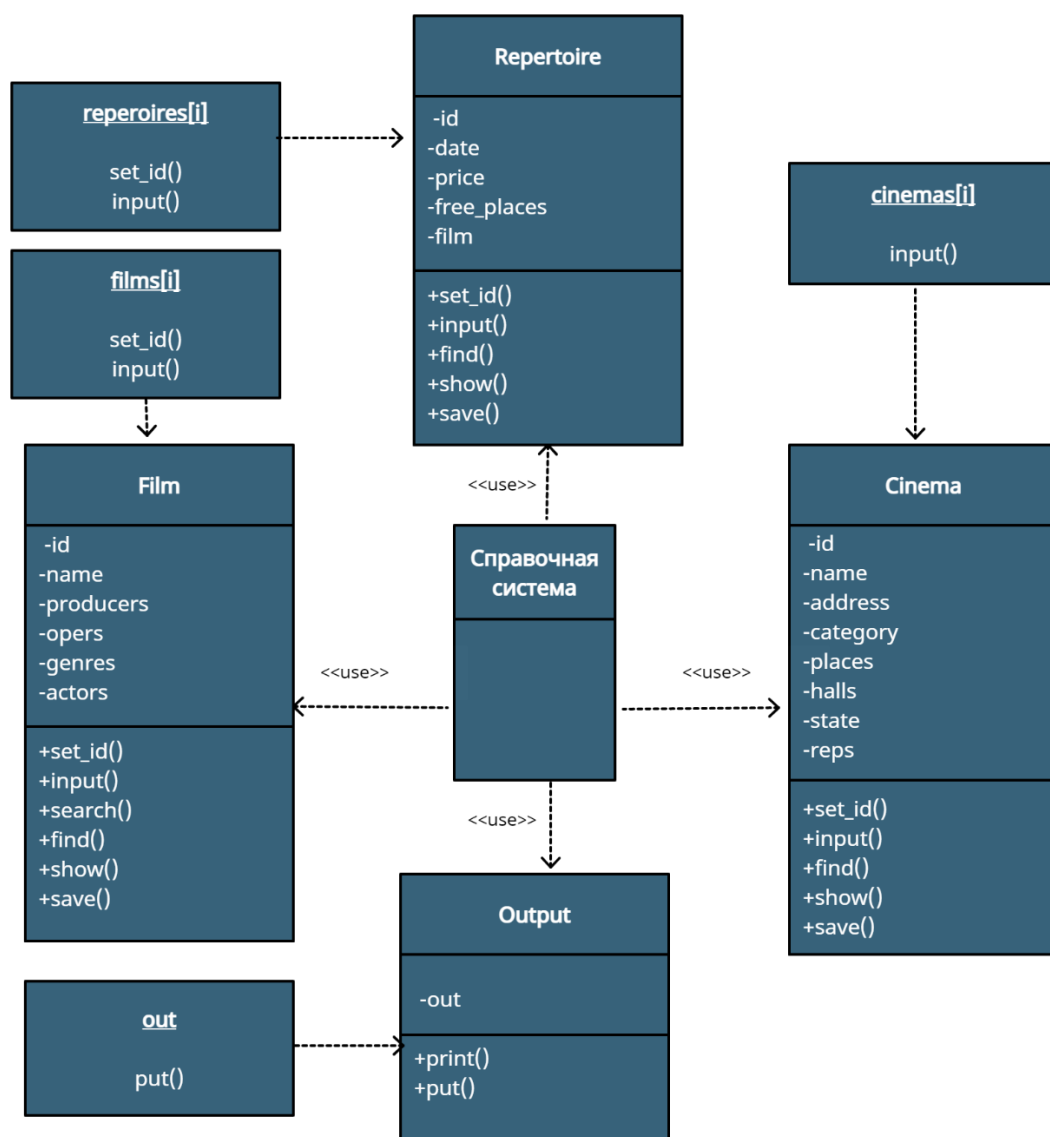 Repertoire
-id
-date
-price
-free_places
-film
+set_id()
+input()
+find()
+show()
+save()
reperoires[i]
set_id()
input()
films[i]
set_id()
input()
cinemas[i]
input()
Film
-id
-name
-producers
-opers
-genres
-actors
+set_id()
+input()
+search()
+find()
+show()
+save()
<<use>>
Справочная
система
<<use>>
<<use>>
<<use>>
Cinema
-id
-name
-address
-category
-places
-halls
-state
-reps
+set_id()
+input()
+find()
+show()
+save()
Output
-out
+print()
+put()
out
put()